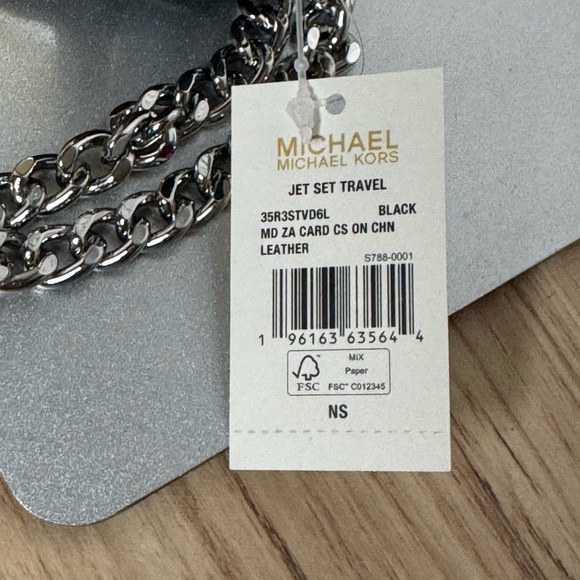 MICHAEL
MICHAEL KORS
JET SET TRAVEL
35R3STVD6L BLACK
MD ZA CARD CS ON CHN
LEATHER
S788-0001
1 96163 63564 4
MIX
Paper
FSC FSC™ C012345
NS